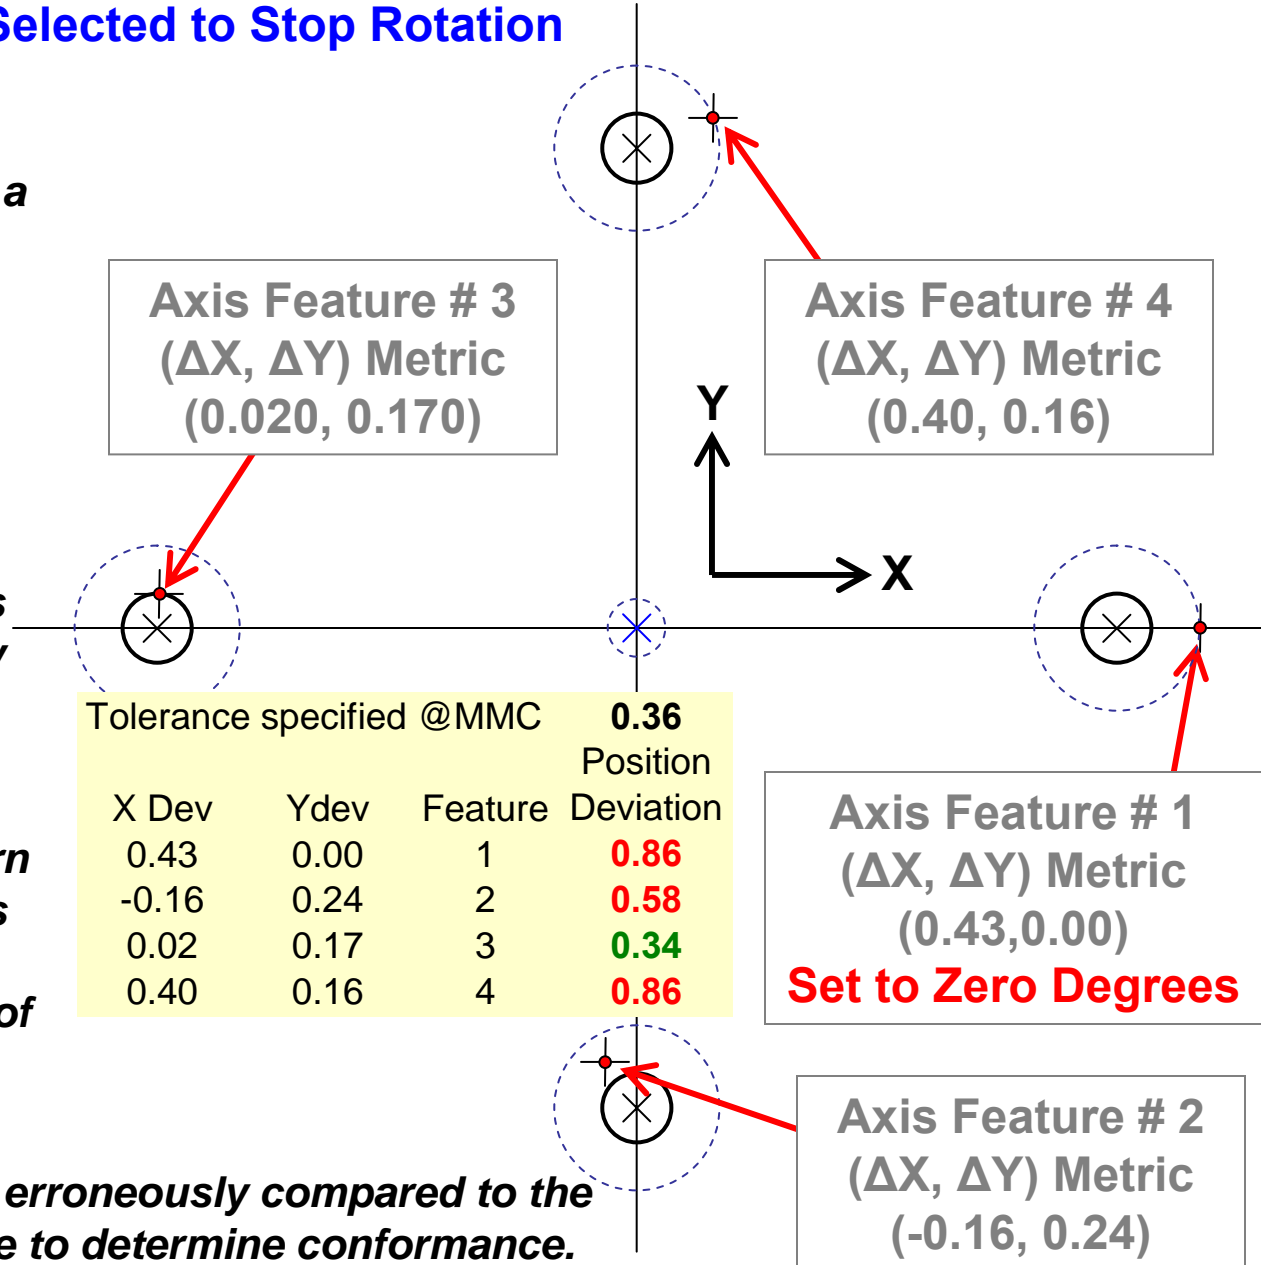 Selected to Stop Rotation
a
Axis Feature # 3
(ΔX, ΔY) Metric
(0.020, 0.170)
Axis Feature # 4
(ΔX, ΔY) Metric
(0.40, 0.16)
Y
X
s
y
Tolerance specified @MMC 0.36
Position
X Dev Ydev Feature Deviation
0.43 0.00 1 0.86
-0.16 0.24 2 0.58
0.02 0.17 3 0.34
0.40 0.16 4 0.86
rn
s
of
Axis Feature # 1
(ΔX, ΔY) Metric
(0.43,0.00)
Set to Zero Degrees
Axis Feature # 2
(ΔX, ΔY) Metric
(-0.16, 0.24)
erroneously compared to the
e to determine conformance.